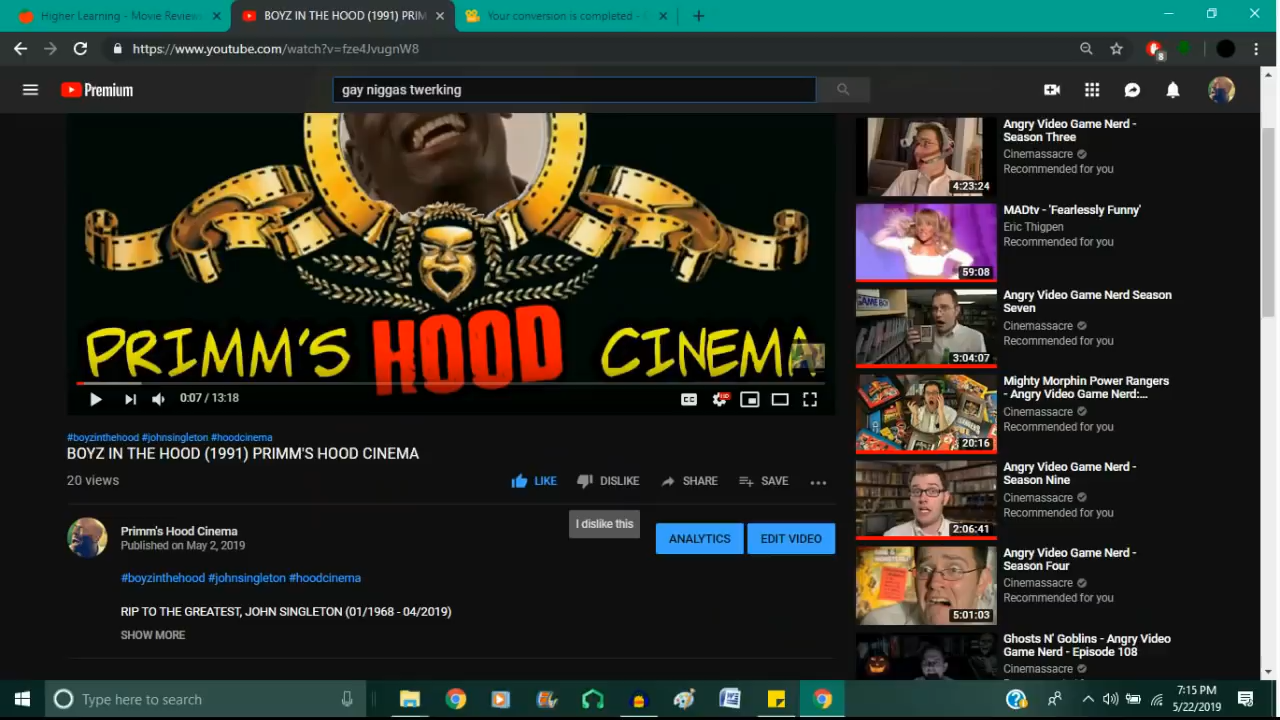 Higher Learning - Movie Reviews
BOYZ IN THE HOOD (1991) PRIM
Your conversion is completed -
https://www.youtube.com/watch?v=fze4JvugnW8
8
Premium
gay niggas twerking
PRIMM'S HOOD CINEMA
0:07 / 13:18
CC
HD
#boyzinthehood #johnsingleton #hoodcinema
BOYZ IN THE HOOD (1991) PRIMM'S HOOD CINEMA
20 views
LIKE
DISLIKE
SHARE
SAVE
I dislike this
Primm's Hood Cinema
Published on May 2, 2019
ANALYTICS
EDIT VIDEO
#boyzinthehood #johnsingleton #hoodcinema
RIP TO THE GREATEST, JOHN SINGLETON (01/1968 - 04/2019)
SHOW MORE
4:23:24
Angry Video Game Nerd -
Season Three
Cinemassacre
Recommended for you
59:08
MADtv - 'Fearlessly Funny'
Eric Thigpen
Recommended for you
GAME BOY
3:04:07
Angry Video Game Nerd Season
Seven
Cinemassacre
Recommended for you
20:16
Mighty Morphin Power Rangers
- Angry Video Game Nerd:...
Cinemassacre
Recommended for you
2:06:41
Angry Video Game Nerd -
Season Nine
Cinemassacre
Recommended for you
5:01:03
Angry Video Game Nerd -
Season Four
Cinemassacre
Recommended for you
Ghosts N' Goblins - Angry Video
Game Nerd - Episode 108
Cinemassacre
Type here to search
7:15 PM
5/22/2019